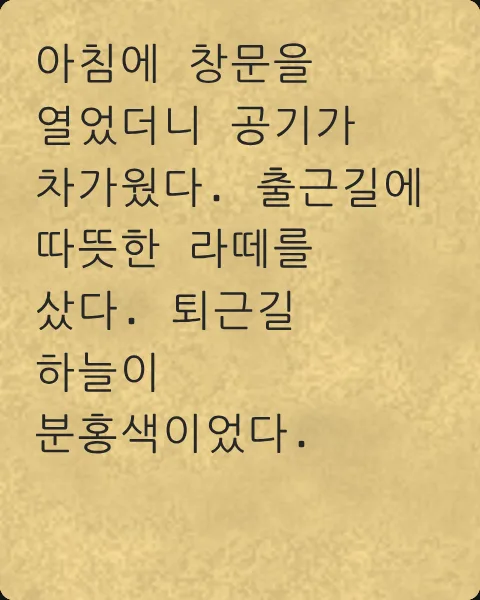 아침에 창문을
열었더니 공기가
차가웠다. 출근길에
따뜻한 라떼를
샀다. 퇴근길
하늘이
분홍색이었다.